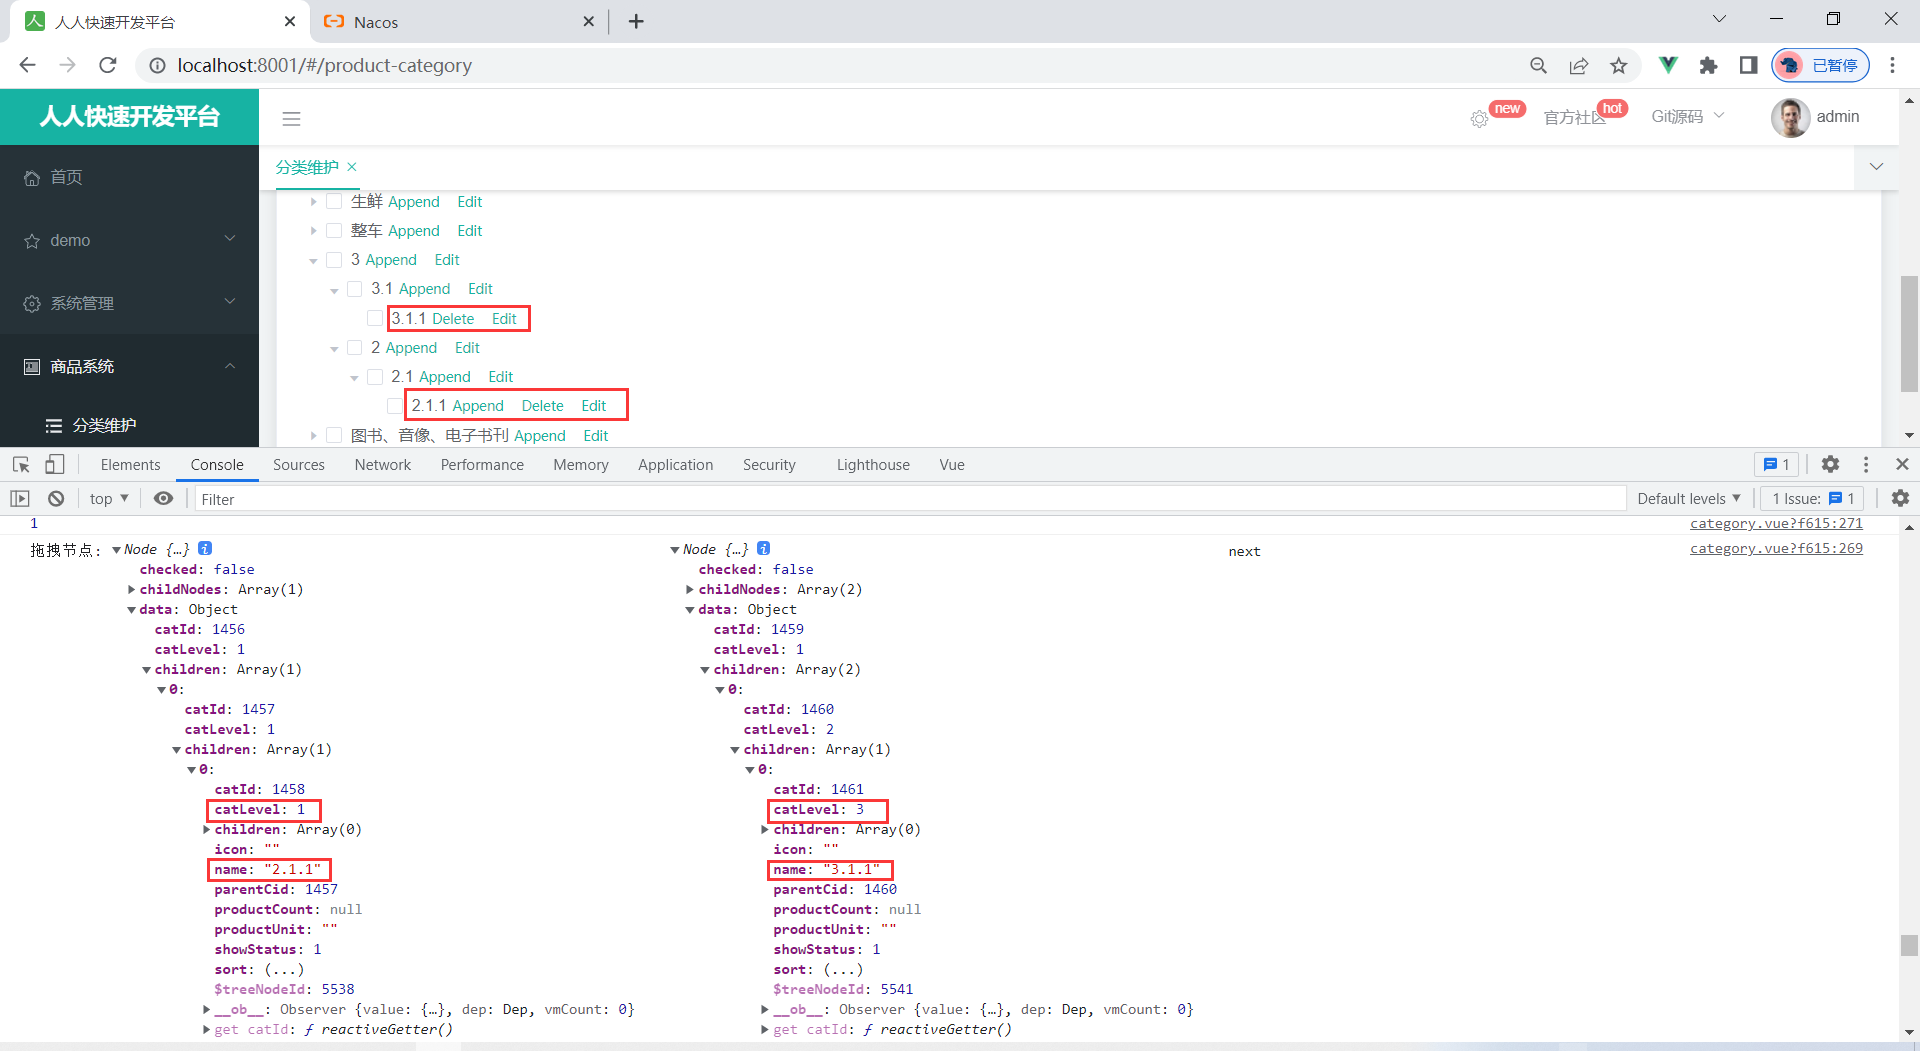 人人快速开发平台
Nacos
localhost:8001/#/product-category
已暂停
人人快速开发平台
new
官方社区
hot
Git源码
admin
首页
demo
系统管理
商品系统
分类维护
分类维护
生鲜 Append Edit
整车 Append Edit
3 Append Edit
3.1 Append Edit
3.1.1 Delete Edit
2 Append Edit
2.1 Append Edit
2.1.1 Append Delete Edit
图书、音像、电子书刊 Append Edit
Elements Console Sources Network Performance Memory Application Security Lighthouse Vue
1
top
Filter
Default levels
1 Issue: 1
1
category.vue?f615:271
拖拽节点: Node {…}
checked: false
childNodes: Array(1)
data: Object
catId: 1456
catLevel: 1
children: Array(1)
0:
catId: 1457
catLevel: 1
children: Array(1)
0:
catId: 1458
catLevel: 1
children: Array(0)
icon: ""
name: "2.1.1"
parentCid: 1457
productCount: null
productUnit: ""
showStatus: 1
sort: (...)
$treeNodeId: 5538
__ob__: Observer {value: {…}, dep: Dep, vmCount: 0}
get catId: ƒ reactiveGetter()
Node {…}
checked: false
childNodes: Array(2)
data: Object
catId: 1459
catLevel: 1
children: Array(2)
0:
catId: 1460
catLevel: 2
children: Array(1)
0:
catId: 1461
catLevel: 3
children: Array(0)
icon: ""
name: "3.1.1"
parentCid: 1460
productCount: null
productUnit: ""
showStatus: 1
sort: (...)
$treeNodeId: 5541
__ob__: Observer {value: {…}, dep: Dep, vmCount: 0}
get catId: ƒ reactiveGetter()
next
category.vue?f615:269